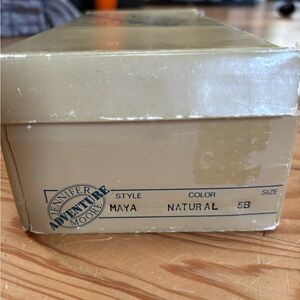 JENNIFER
ADVENTURE
MOORE
STYLE COLOR SIZE
MAYA NATURAL 5B